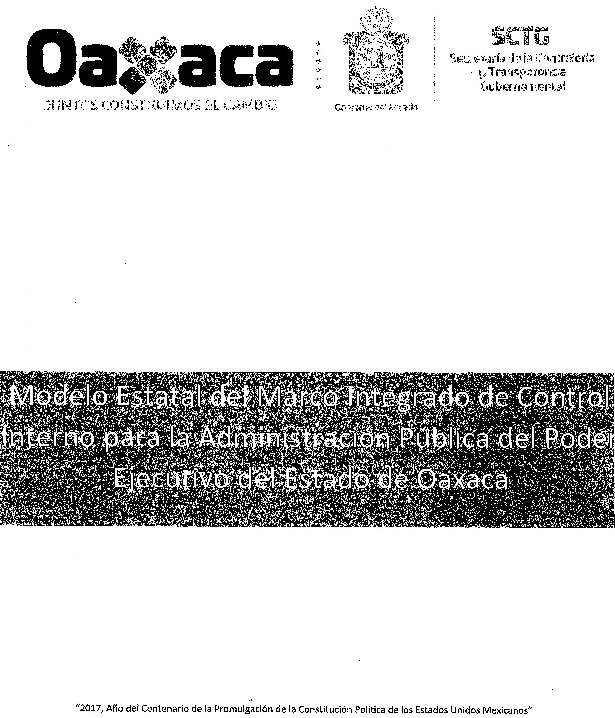 Oaxaca
JUNTOS CONSTRUIMOS EL CAMBIO
Gobierno del Estado
SCTG
Secretaría de la Contraloría
y Transparencia
Gubernamental
Modelo Estatal del Marco Integrado de Control
Interno para la Administración Pública del Poder
Ejecutivo del Estado de Oaxaca
"2017, Año del Centenario de la Promulgación de la Constitución Política de los Estados Unidos Mexicanos"